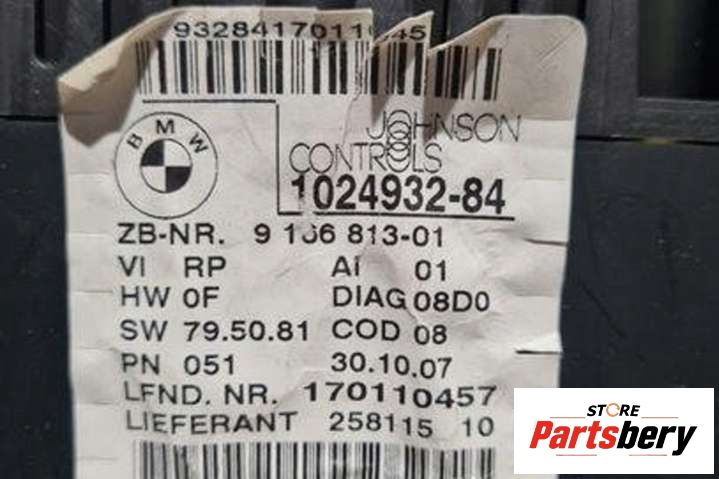 BMW
JOHNSON
CONTROLS
1024932-84
ZB-NR. 9 166 813-01
VI RP AI 01
HW 0F DIAG 08D0
SW 79.50.81 COD 08
PN 051 30.10.07
LFND. NR. 170110457
LIEFERANT 258115 10
STORE
Partsbery